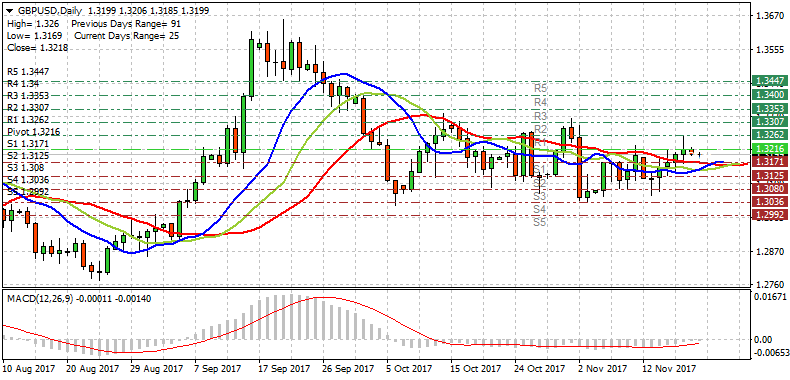 GBPUSD,Daily 1.3199 1.3206 1.3185 1.3199
High= 1.326 Previous Days Range= 91
Low= 1.3169 Current Days Range= 25
Close= 1.3218
R5 1.3447
R4 1.34
R3 1.3353
R2 1.3307
R1 1.3262
Pivot 1.3216
S1 1.3171
S2 1.3125
S3 1.308
S4 1.3036
S5 1.2992
R5
R4
R3
R2
R1
S1
S2
S3
S4
S5
1.3670
1.3555
1.3447
1.3400
1.3353
1.3307
1.3262
1.3216
1.3171
1.3125
1.3080
1.3036
1.2992
1.2870
1.2760
MACD(12,26,9) -0.00011 -0.00140
0.01671
0.00
-0.00653
10 Aug 2017 20 Aug 2017 29 Aug 2017 7 Sep 2017 17 Sep 2017 26 Sep 2017 5 Oct 2017 15 Oct 2017 24 Oct 2017 2 Nov 2017 12 Nov 2017